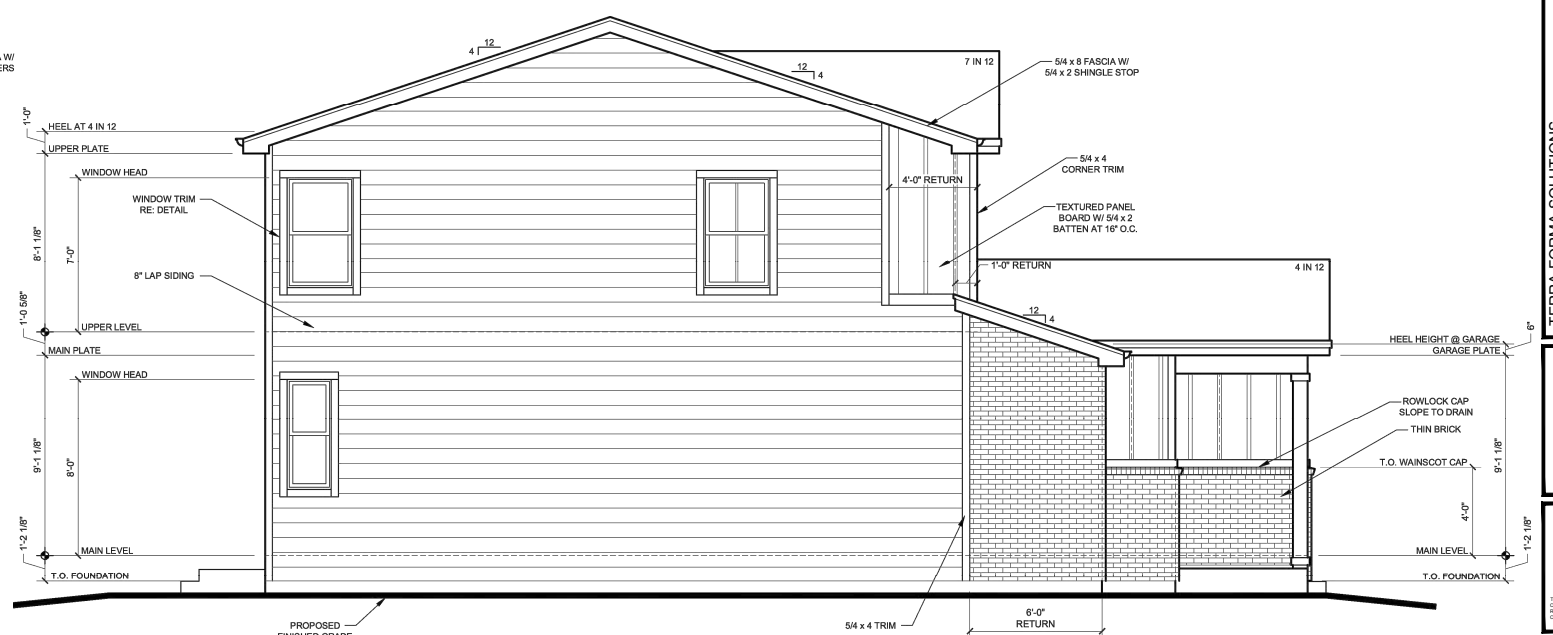 W/
ERS
12
4
12
4
7 IN 12
5/4 x 8 FASCIA W/
5/4 x 2 SHINGLE STOP
1'-0"
HEEL AT 4 IN 12
UPPER PLATE
WINDOW HEAD
WINDOW TRIM
RE: DETAIL
8'-1 1/8"
7'-0"
8" LAP SIDING
1'-0 5/8"
UPPER LEVEL
MAIN PLATE
WINDOW HEAD
9'-1 1/8"
8'-0"
1'-2 1/8"
MAIN LEVEL
T.O. FOUNDATION
PROPOSED
FINISHED GRADE
4'-0" RETURN
5/4 x 4
CORNER TRIM
TEXTURED PANEL
BOARD W/ 5/4 x 2
BATTEN AT 16" O.C.
1'-0" RETURN
4 IN 12
12
4
HEEL HEIGHT @ GARAGE
GARAGE PLATE
6"
ROWLOCK CAP
SLOPE TO DRAIN
THIN BRICK
T.O. WAINSCOT CAP
9'-1 1/8"
4'-0"
MAIN LEVEL
1'-2 1/8"
T.O. FOUNDATION
5/4 x 4 TRIM
6'-0"
RETURN
TERRA FORMA SOLUTIONS